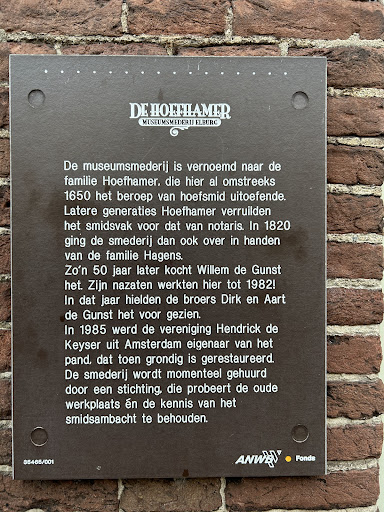 DE HOEFHAMER
MUSEUMSMEDERIJ ELBURG
De museumsmederij is vernoemd naar de
familie Hoefhamer, die hier al omstreeks
1650 het beroep van hoefsmid uitoefende.
Latere generaties Hoefhamer verruilden
het smidsvak voor dat van notaris. In 1820
ging de smederij dan ook over in handen
van de familie Hagens.
Zo'n 50 jaar later kocht Willem de Gunst
het. Zijn nazaten werkten hier tot 1982!
In dat jaar hielden de broers Dirk en Aart
de Gunst het voor gezien.
In 1985 werd de vereniging Hendrick de
Keyser uit Amsterdam eigenaar van het
pand, dat toen grondig is gerestaureerd.
De smederij wordt momenteel gehuurd
door een stichting, die probeert de oude
werkplaats én de kennis van het
smidsambacht te behouden.
86465/001
ANWB Fonds